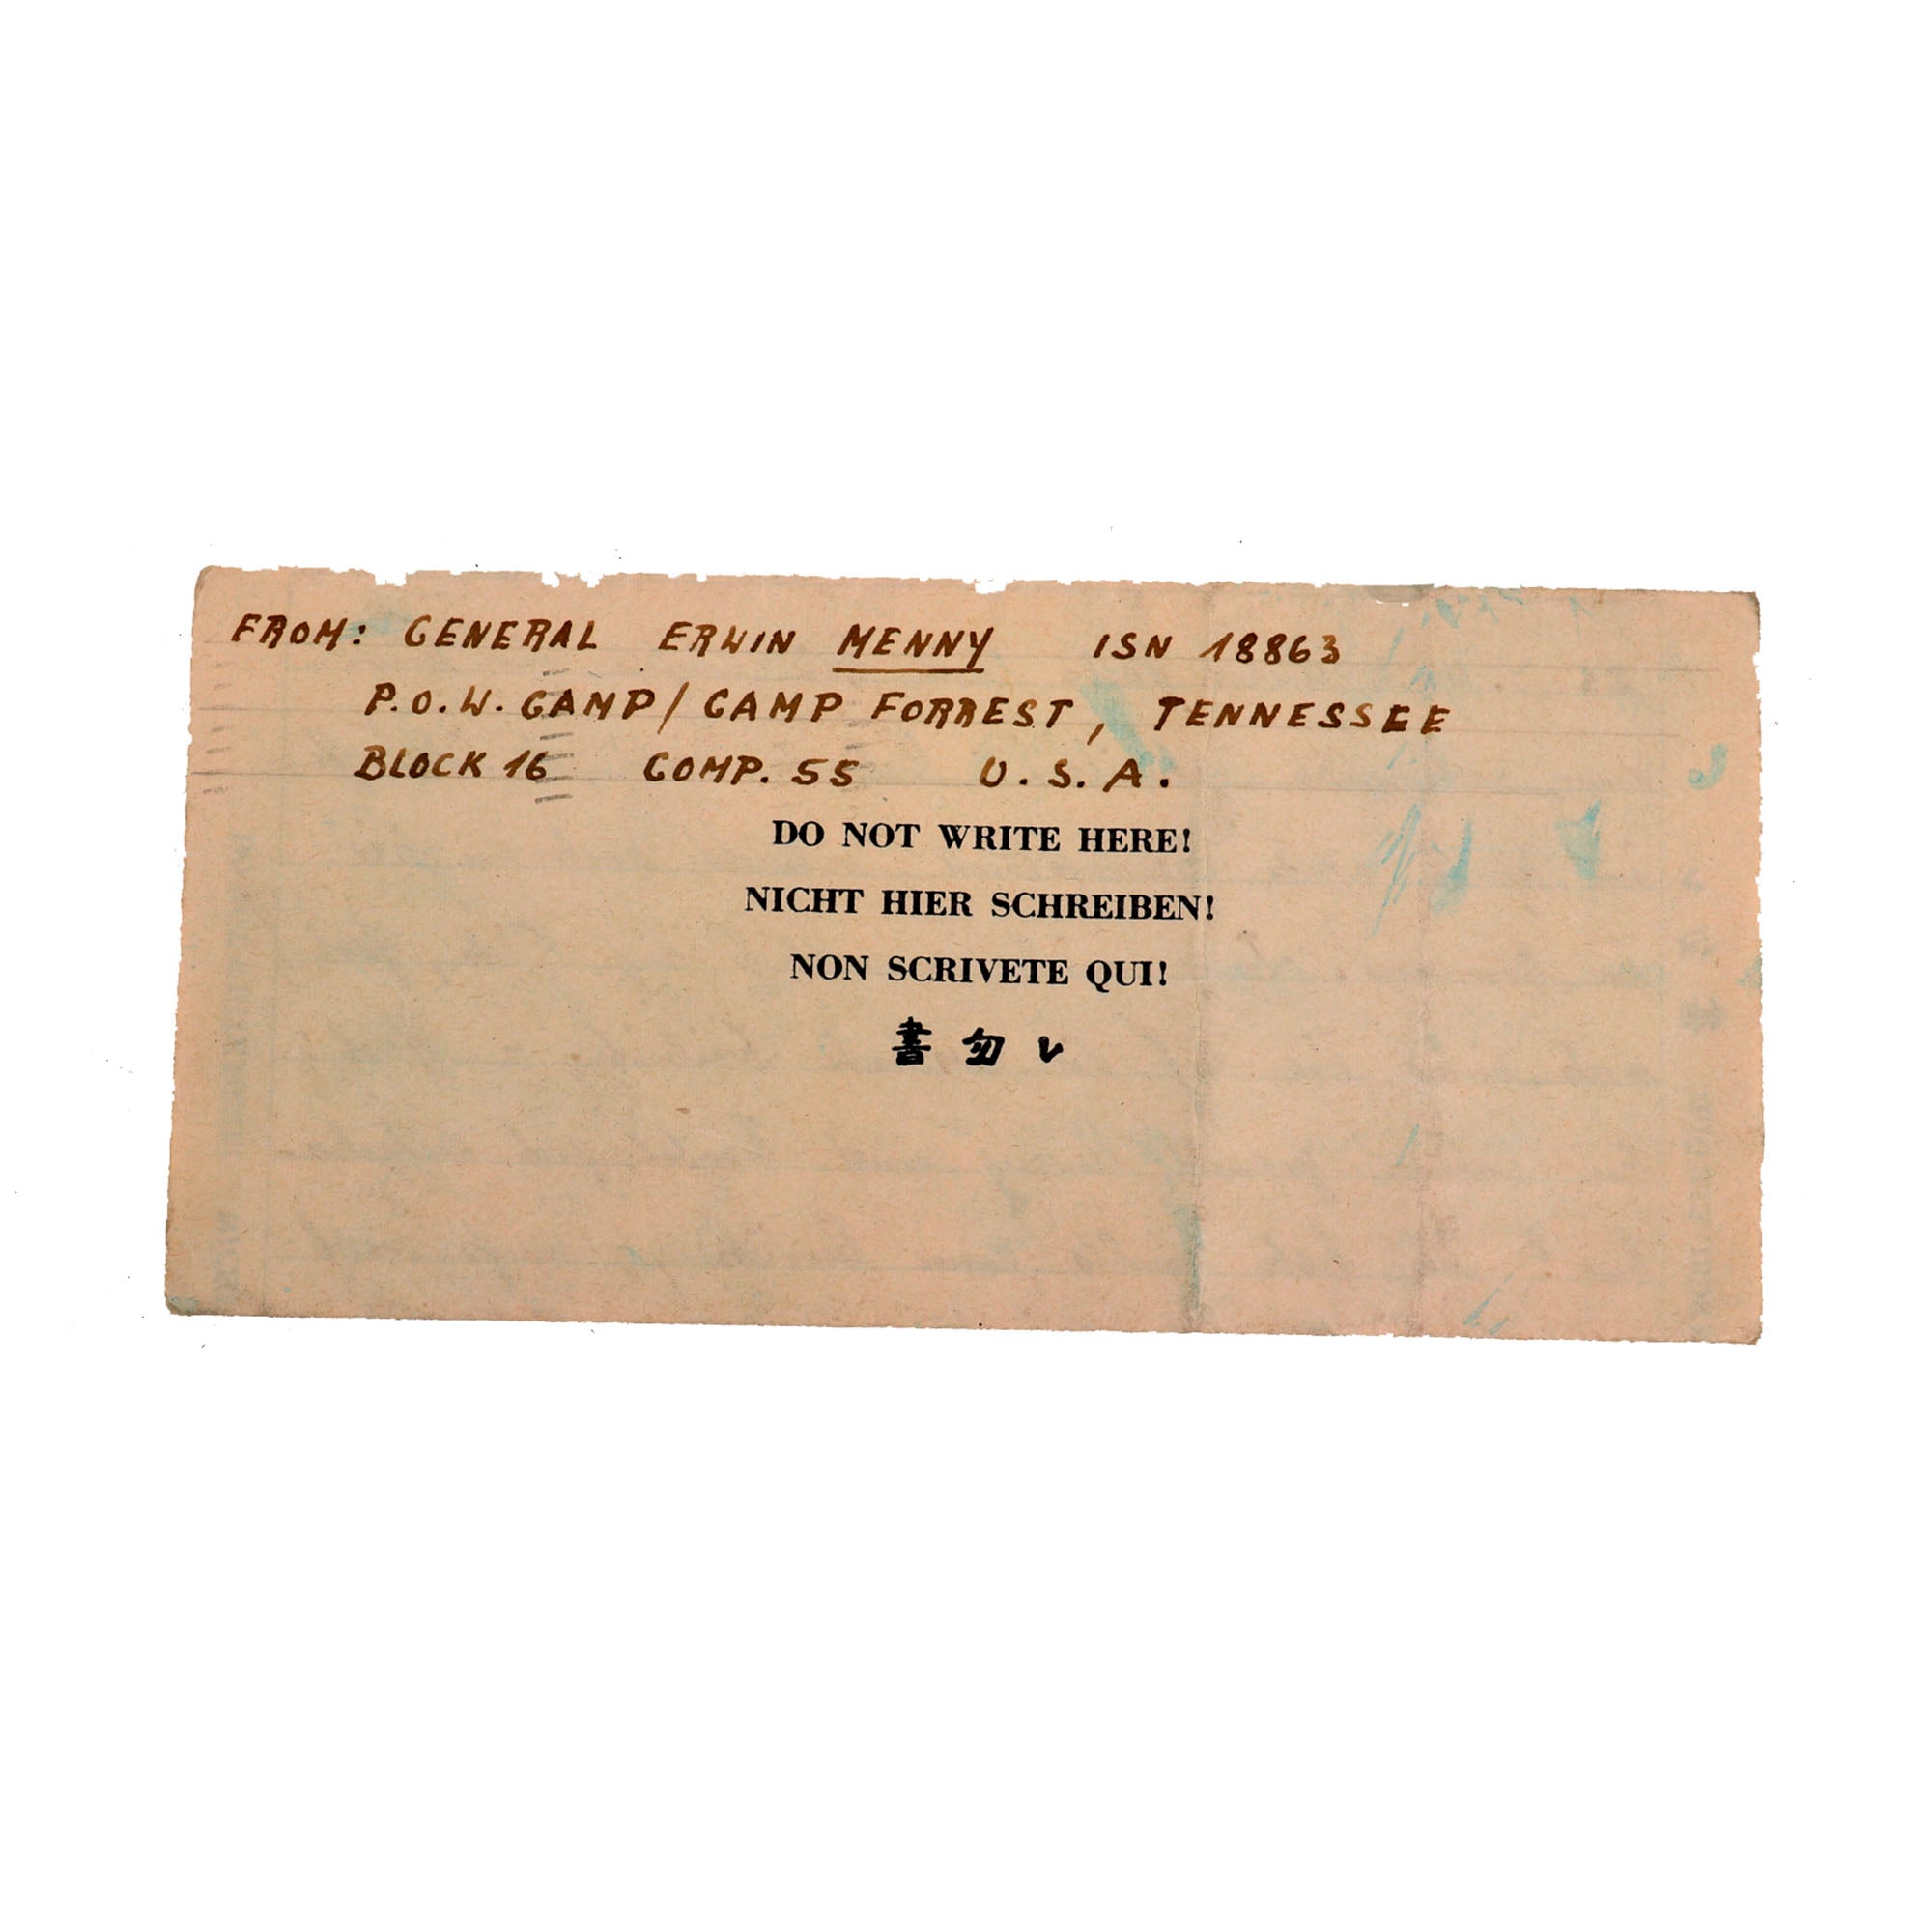 FROM: GENERAL ERWIN MENNY ISN 18863
P.O.W. CAMP/CAMP FORREST, TENNESSEE
BLOCK 16 COMP. 55 U.S.A.
DO NOT WRITE HERE!
NICHT HIER SCHREIBEN!
NON SCRIVETE QUI!
書勿レ